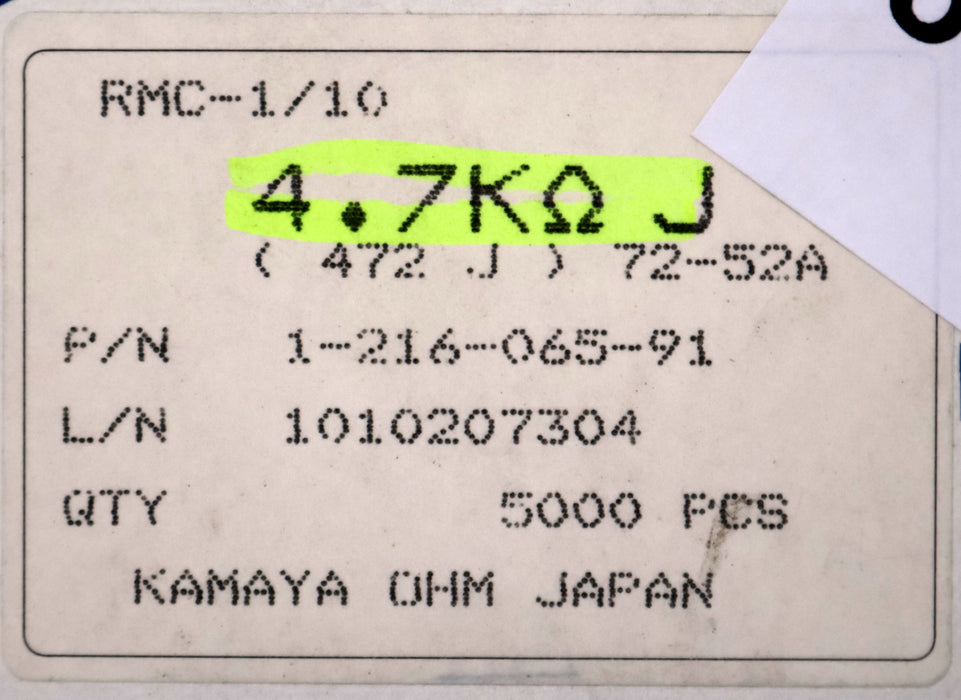 RMC-1/10
4.7KΩ J
( 472 J ) 72-52A
P/N 1-216-065-91
L/N 1010207304
QTY 5000 PCS
KAMAYA OHM JAPAN